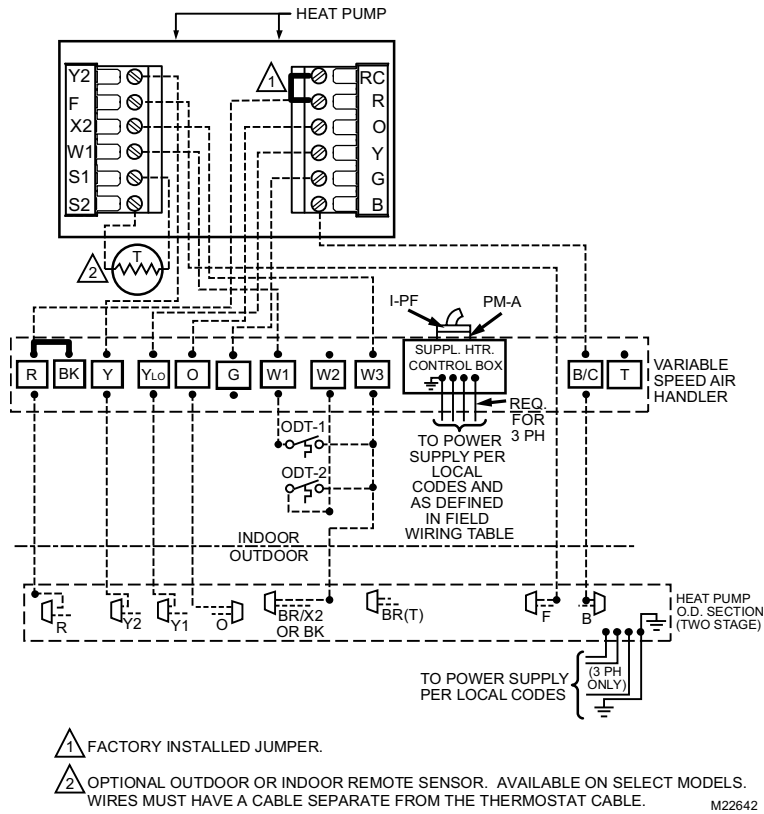 HEAT PUMP
Y2
F
X2
W1
S1
S2
1
RC
R
O
Y
G
B
2
T
I-PF
PM-A
R
BK
Y
YLO
O
G
W1
W2
W3
SUPPL. HTR.
CONTROL BOX
B/C
T
VARIABLE
SPEED AIR
HANDLER
REQ.
FOR
3 PH
ODT-1
ODT-2
TO POWER
SUPPLY PER
LOCAL
CODES AND
AS DEFINED
IN FIELD
WIRING TABLE
INDOOR
OUTDOOR
R
Y2
Y1
O
BR/X2
OR BK
BR(T)
F
B
HEAT PUMP
O.D. SECTION
(TWO STAGE)
TO POWER SUPPLY
PER LOCAL CODES
(3 PH
ONLY)
1 FACTORY INSTALLED JUMPER.
2 OPTIONAL OUTDOOR OR INDOOR REMOTE SENSOR. AVAILABLE ON SELECT MODELS.
WIRES MUST HAVE A CABLE SEPARATE FROM THE THERMOSTAT CABLE.
M22642